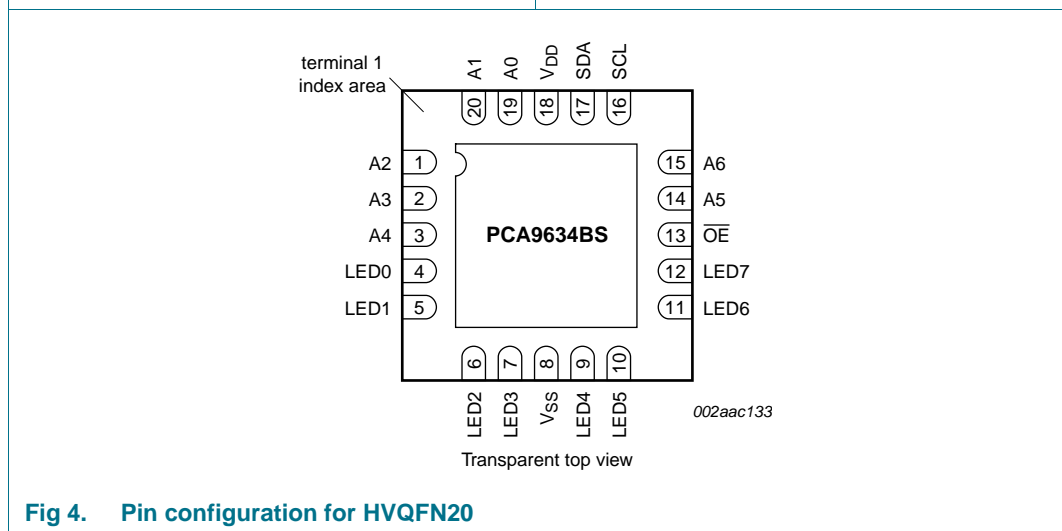 terminal 1
index area
A1
A0
VDD
SDA
SCL
20
19
18
17
16
A2 1
A3 2
A4 3
LED0 4
LED1 5
PCA9634BS
15 A6
14 A5
13 OE
12 LED7
11 LED6
6
7
8
9
10
LED2
LED3
VSS
LED4
LED5
002aac133
Transparent top view
Fig 4. Pin configuration for HVQFN20